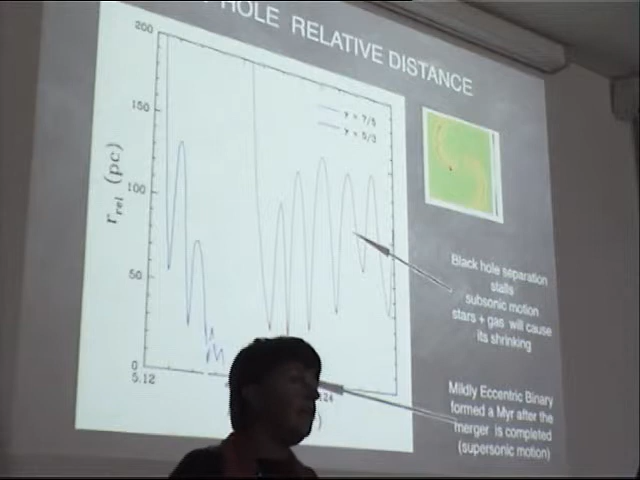 HOLE RELATIVE DISTANCE
200
γ = 7/5
γ = 5/3
150
r_rel (pc)
100
50
0
5.12
124
)
Black hole separation
stalls
subsonic motion
stars + gas will cause
its shrinking
Mildly Eccentric Binary
formed a Myr after the
merger is completed
(supersonic motion)